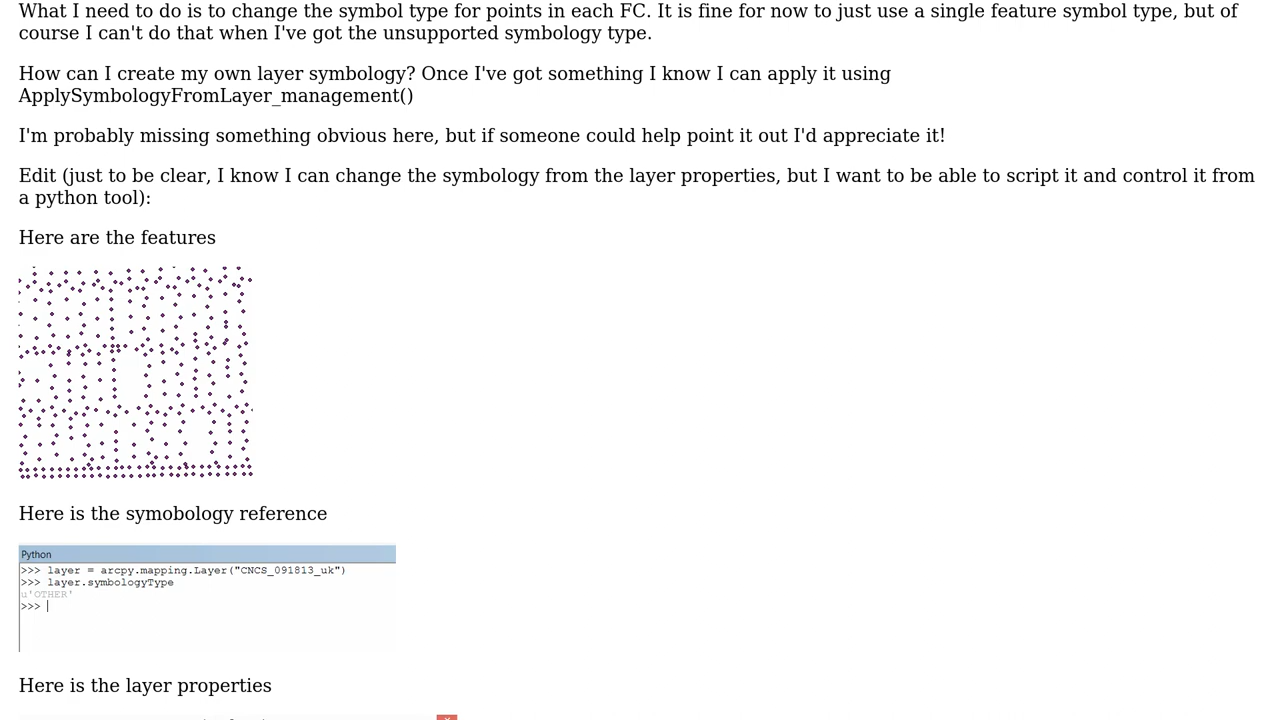 What I need to do is to change the symbol type for points in each FC. It is fine for now to just use a single feature symbol type, but of
course I can't do that when I've got the unsupported symbology type.
How can I create my own layer symbology? Once I've got something I know I can apply it using
ApplySymbologyFromLayer_management()
I'm probably missing something obvious here, but if someone could help point it out I'd appreciate it!
Edit (just to be clear, I know I can change the symbology from the layer properties, but I want to be able to script it and control it from
a python tool):
Here are the features
Here is the symobology reference
Python
>>> layer = arcpy.mapping.Layer("CNCS_091813_uk")
>>> layer.symbologyType
u'OTHER'
>>>
Here is the layer properties